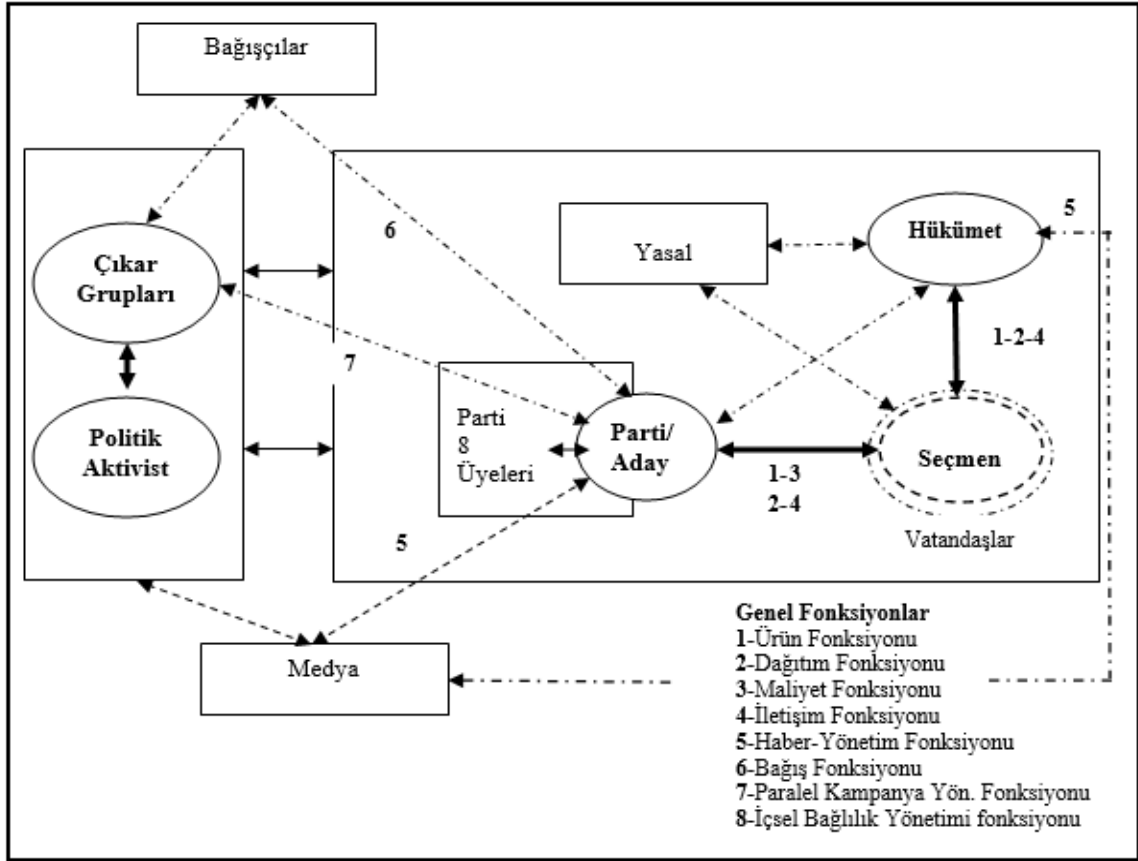 Bağışçılar
6
5
Hükümet
Yasal
Çıkar
Grupları
1-2-4
7
Parti
8
Üyeleri
Parti/
Aday
Politik
Aktivist
Seçmen
1-3
2-4
5
Vatandaşlar
Medya
Genel Fonksiyonlar
1-Ürün Fonksiyonu
2-Dağıtım Fonksiyonu
3-Maliyet Fonksiyonu
4-İletişim Fonksiyonu
5-Haber-Yönetim Fonksiyonu
6-Bağış Fonksiyonu
7-Paralel Kampanya Yön. Fonksiyonu
8-İçsel Bağlılık Yönetimi fonksiyonu